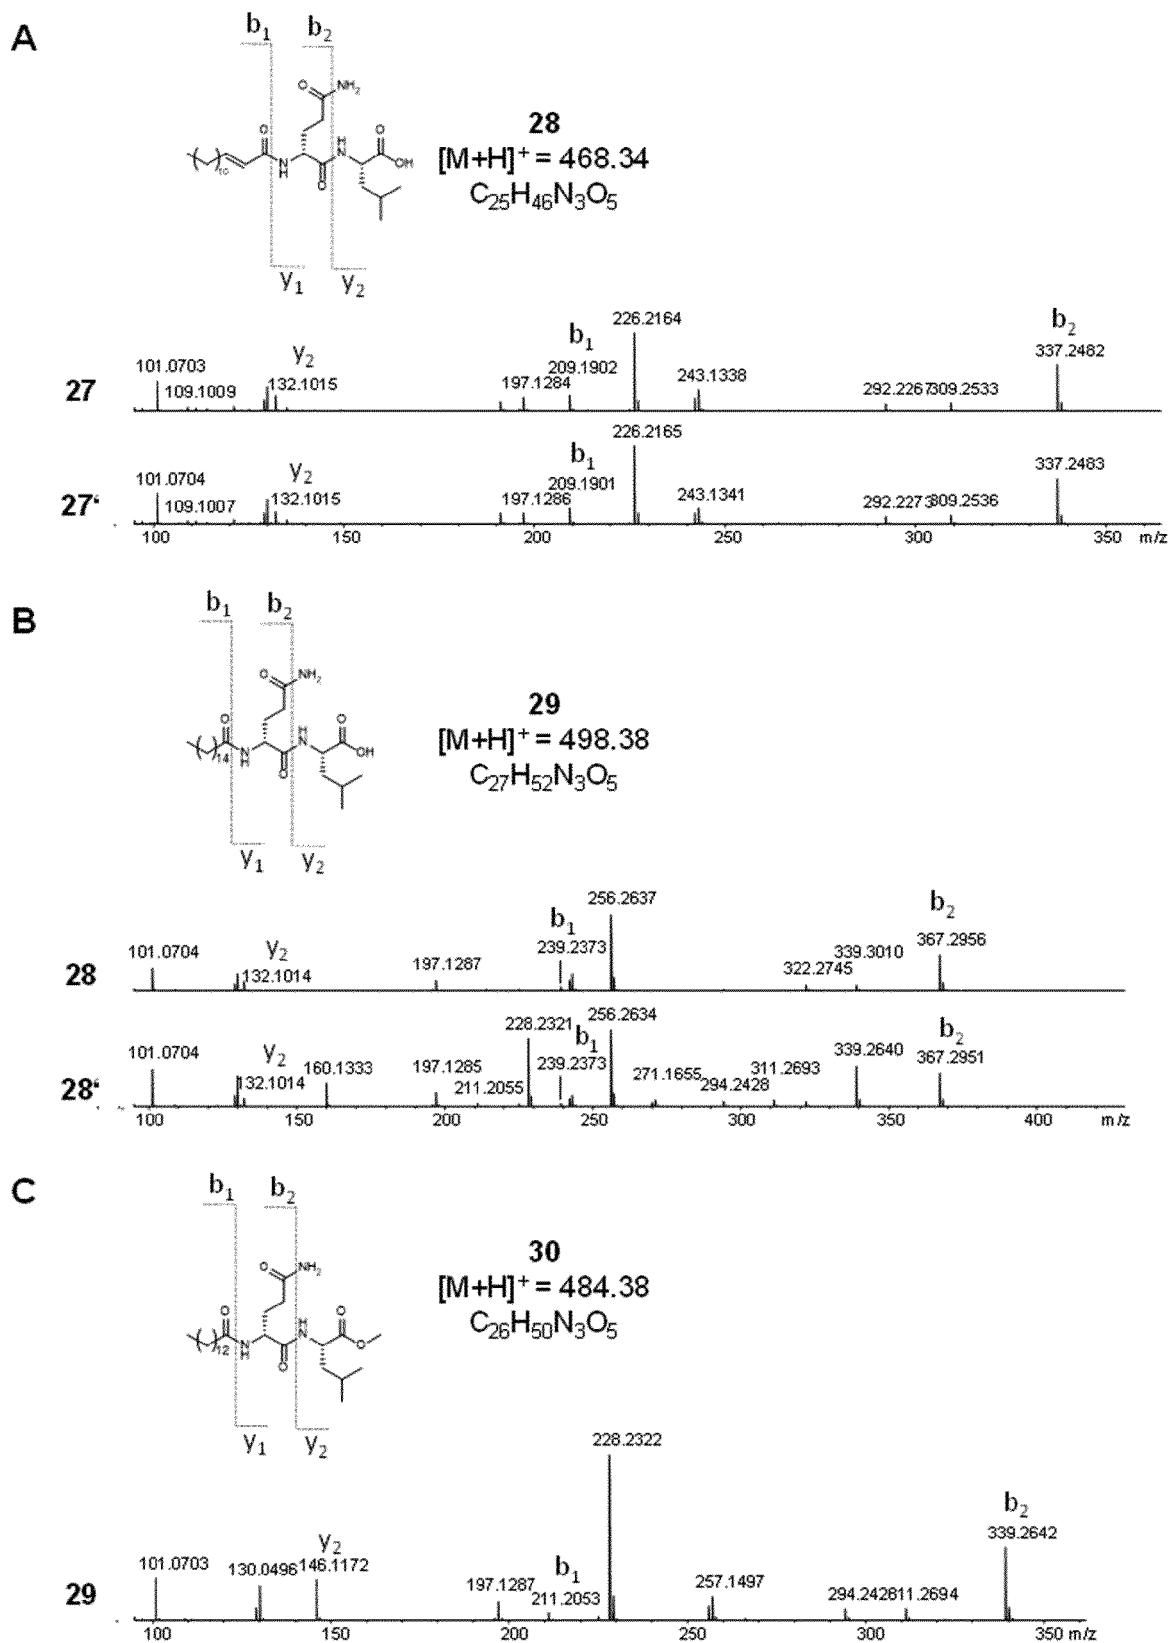 A
b1 b2
O NH2
O H O
( )10 N H O N OH
28
[M+H]+ = 468.34
C25H46N3O5
y1 y2
27
101.0703 109.1009 y2 132.1015 197.1284 b1 209.1902 226.2164 243.1338 292.2267 309.2533 b2 337.2482
27‘
101.0704 109.1007 y2 132.1015 197.1286 b1 209.1901 226.2165 243.1341 292.2273 309.2536 337.2483
100 150 200 250 300 350 m/z
B
b1 b2
O NH2
O H O
( )14 N H O N OH
29
[M+H]+ = 498.38
C27H52N3O5
y1 y2
28
101.0704 y2 132.1014 197.1287 b1 239.2373 256.2637 322.2745 339.3010 b2 367.2956
28‘
101.0704 y2 132.1014 160.1333 197.1285 211.2055 228.2321 b1 239.2373 256.2634 271.1655 294.2428 311.2693 339.2640 b2 367.2951
100 150 200 250 300 350 400 m/z
C
b1 b2
O NH2
O H O
( )12 N H O N O
30
[M+H]+ = 484.38
C26H50N3O5
y1 y2
29
101.0703 130.0496 y2 146.1172 197.1287 b1 211.2053 228.2322 257.1497 294.2428 11.2694 b2 339.2642
100 150 200 250 300 350 m/z